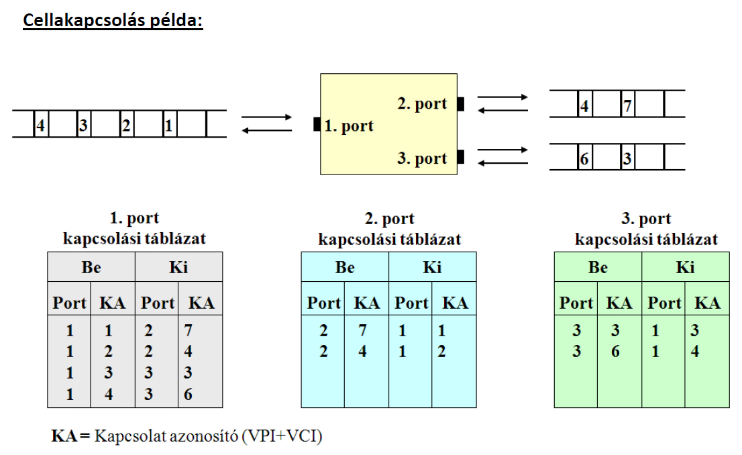 Cellakapcsolás példa:
4 3 2 1
1. port
2. port
3. port
4 7
6 3
1. port
kapcsolási táblázat
Be Ki
Port KA Port KA
1 1 2 7
1 2 2 4
1 3 3 3
1 4 3 6
2. port
kapcsolási táblázat
Be Ki
Port KA Port KA
2 7 1 1
2 4 1 2
3. port
kapcsolási táblázat
Be Ki
Port KA Port KA
3 3 1 3
3 6 1 4
KA = Kapcsolat azonosító (VPI+VCI)